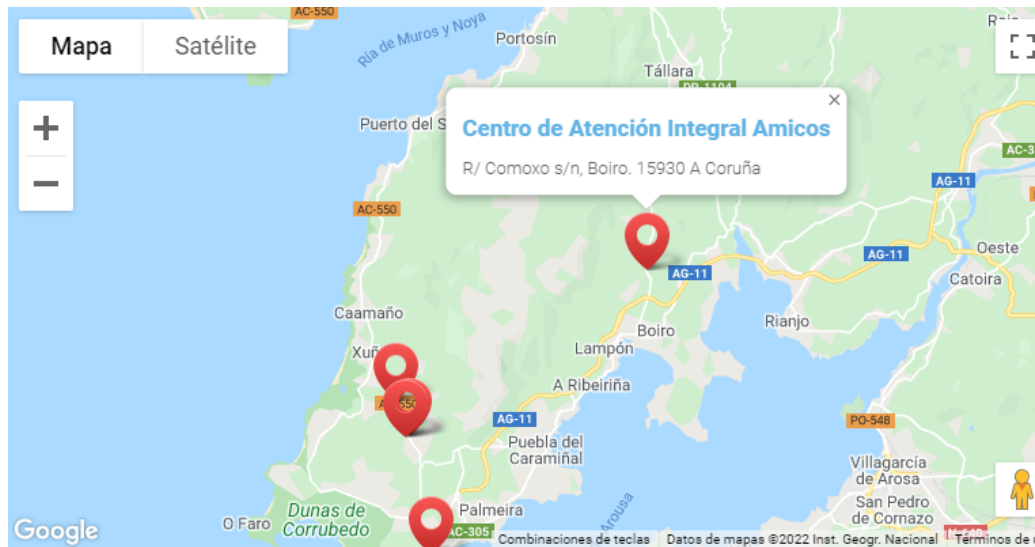 AC-550
Mapa
Satélite
Ría de Muros y Noya
Portosín
Tállara
Puerto del S
Centro de Atención Integral Amicos
R/ Comoxo s/n, Boiro. 15930 A Coruña
AG-11
AC-550
AG-11
AG-11
Oeste
Catoira
Caamaño
Rianjo
Boiro
Lampón
Xuñ
A Ribeiriña
AG-11
PO-548
Puebla del
Caramiñal
Villagarcía
de Arosa
San Pedro
de Cornazo
Dunas de
Corrubedo
O Faro
Palmeira
Arousa
AC-305
Google
Combinaciones de teclas
Datos de mapas ©2022 Inst. Geogr. Nacional
Términos de